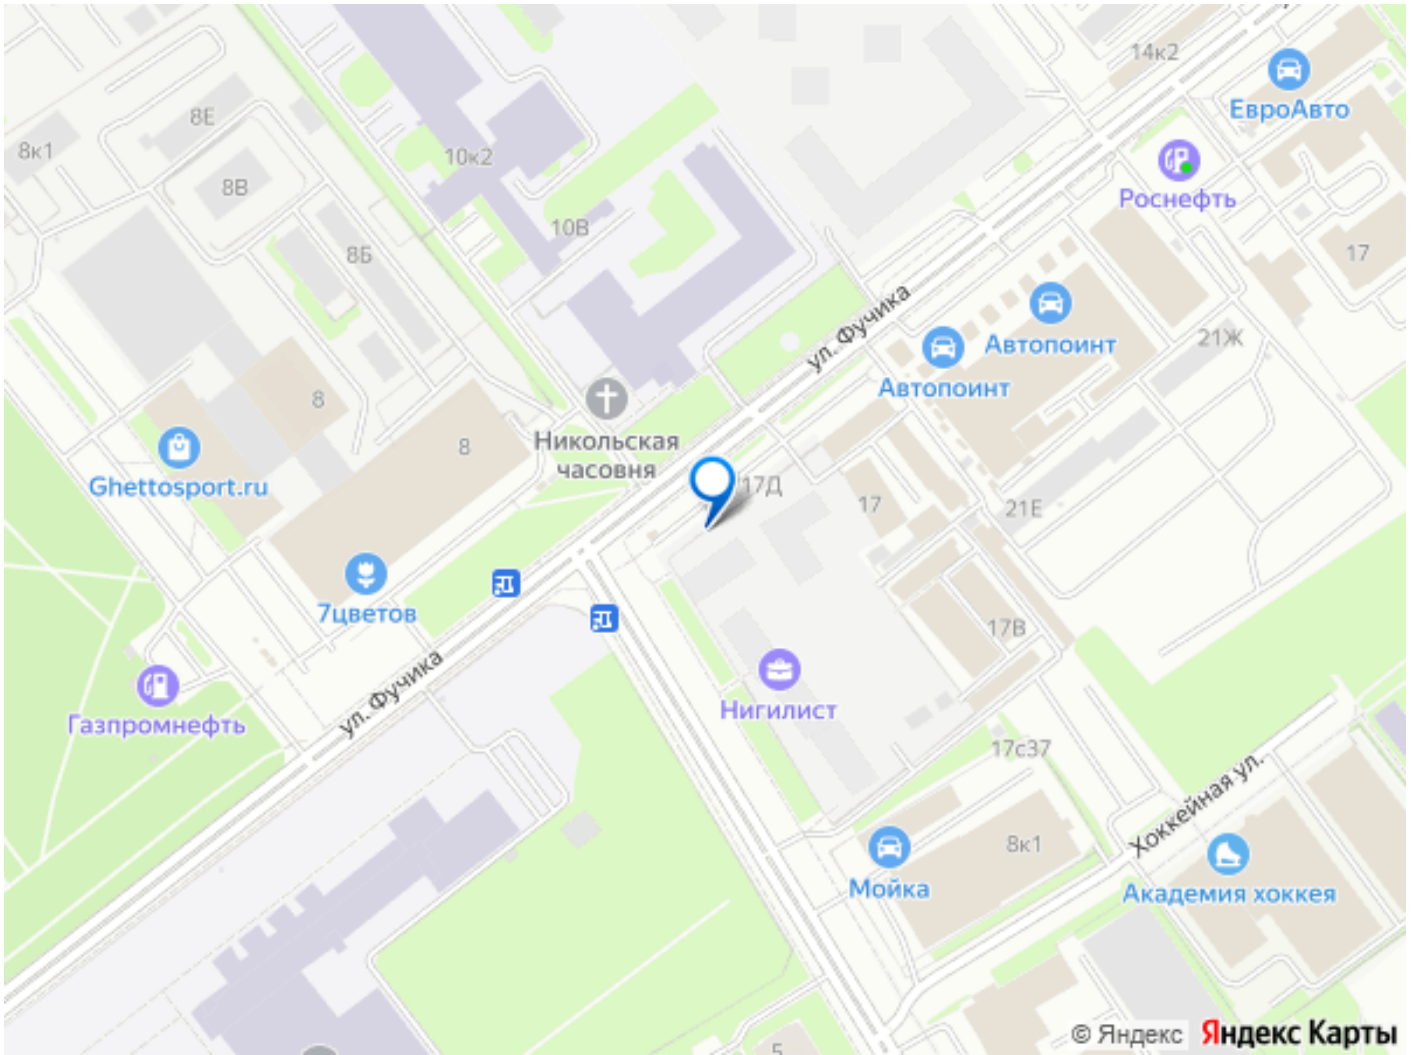 14к2
ЕвроАвто
8Е
8к1
10к2
Роснефть
8В
10В
8Б
17
ул. Фучика
Автопоинт
21Ж
Автопоинт
8
Никольская
часовня
8
Ghettosport.ru
17Д
17
21Е
7цветов
17В
ул. Фучика
Нигилист
Газпромнефть
17с37
Хоккейная ул.
8к1
Мойка
Академия хоккея
5
© Яндекс Яндекс Карты